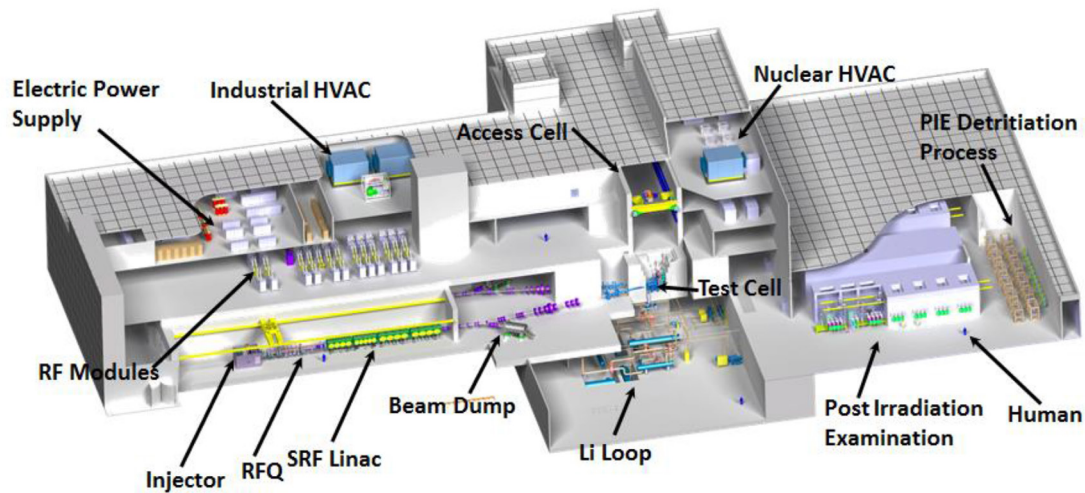 Electric Power
Supply
Industrial HVAC
Nuclear HVAC
Access Cell
PIE Detritiation
Process
Test Cell
RF Modules
Beam Dump
Injector
RFQ
SRF Linac
Li Loop
Post Irradiation
Examination
Human